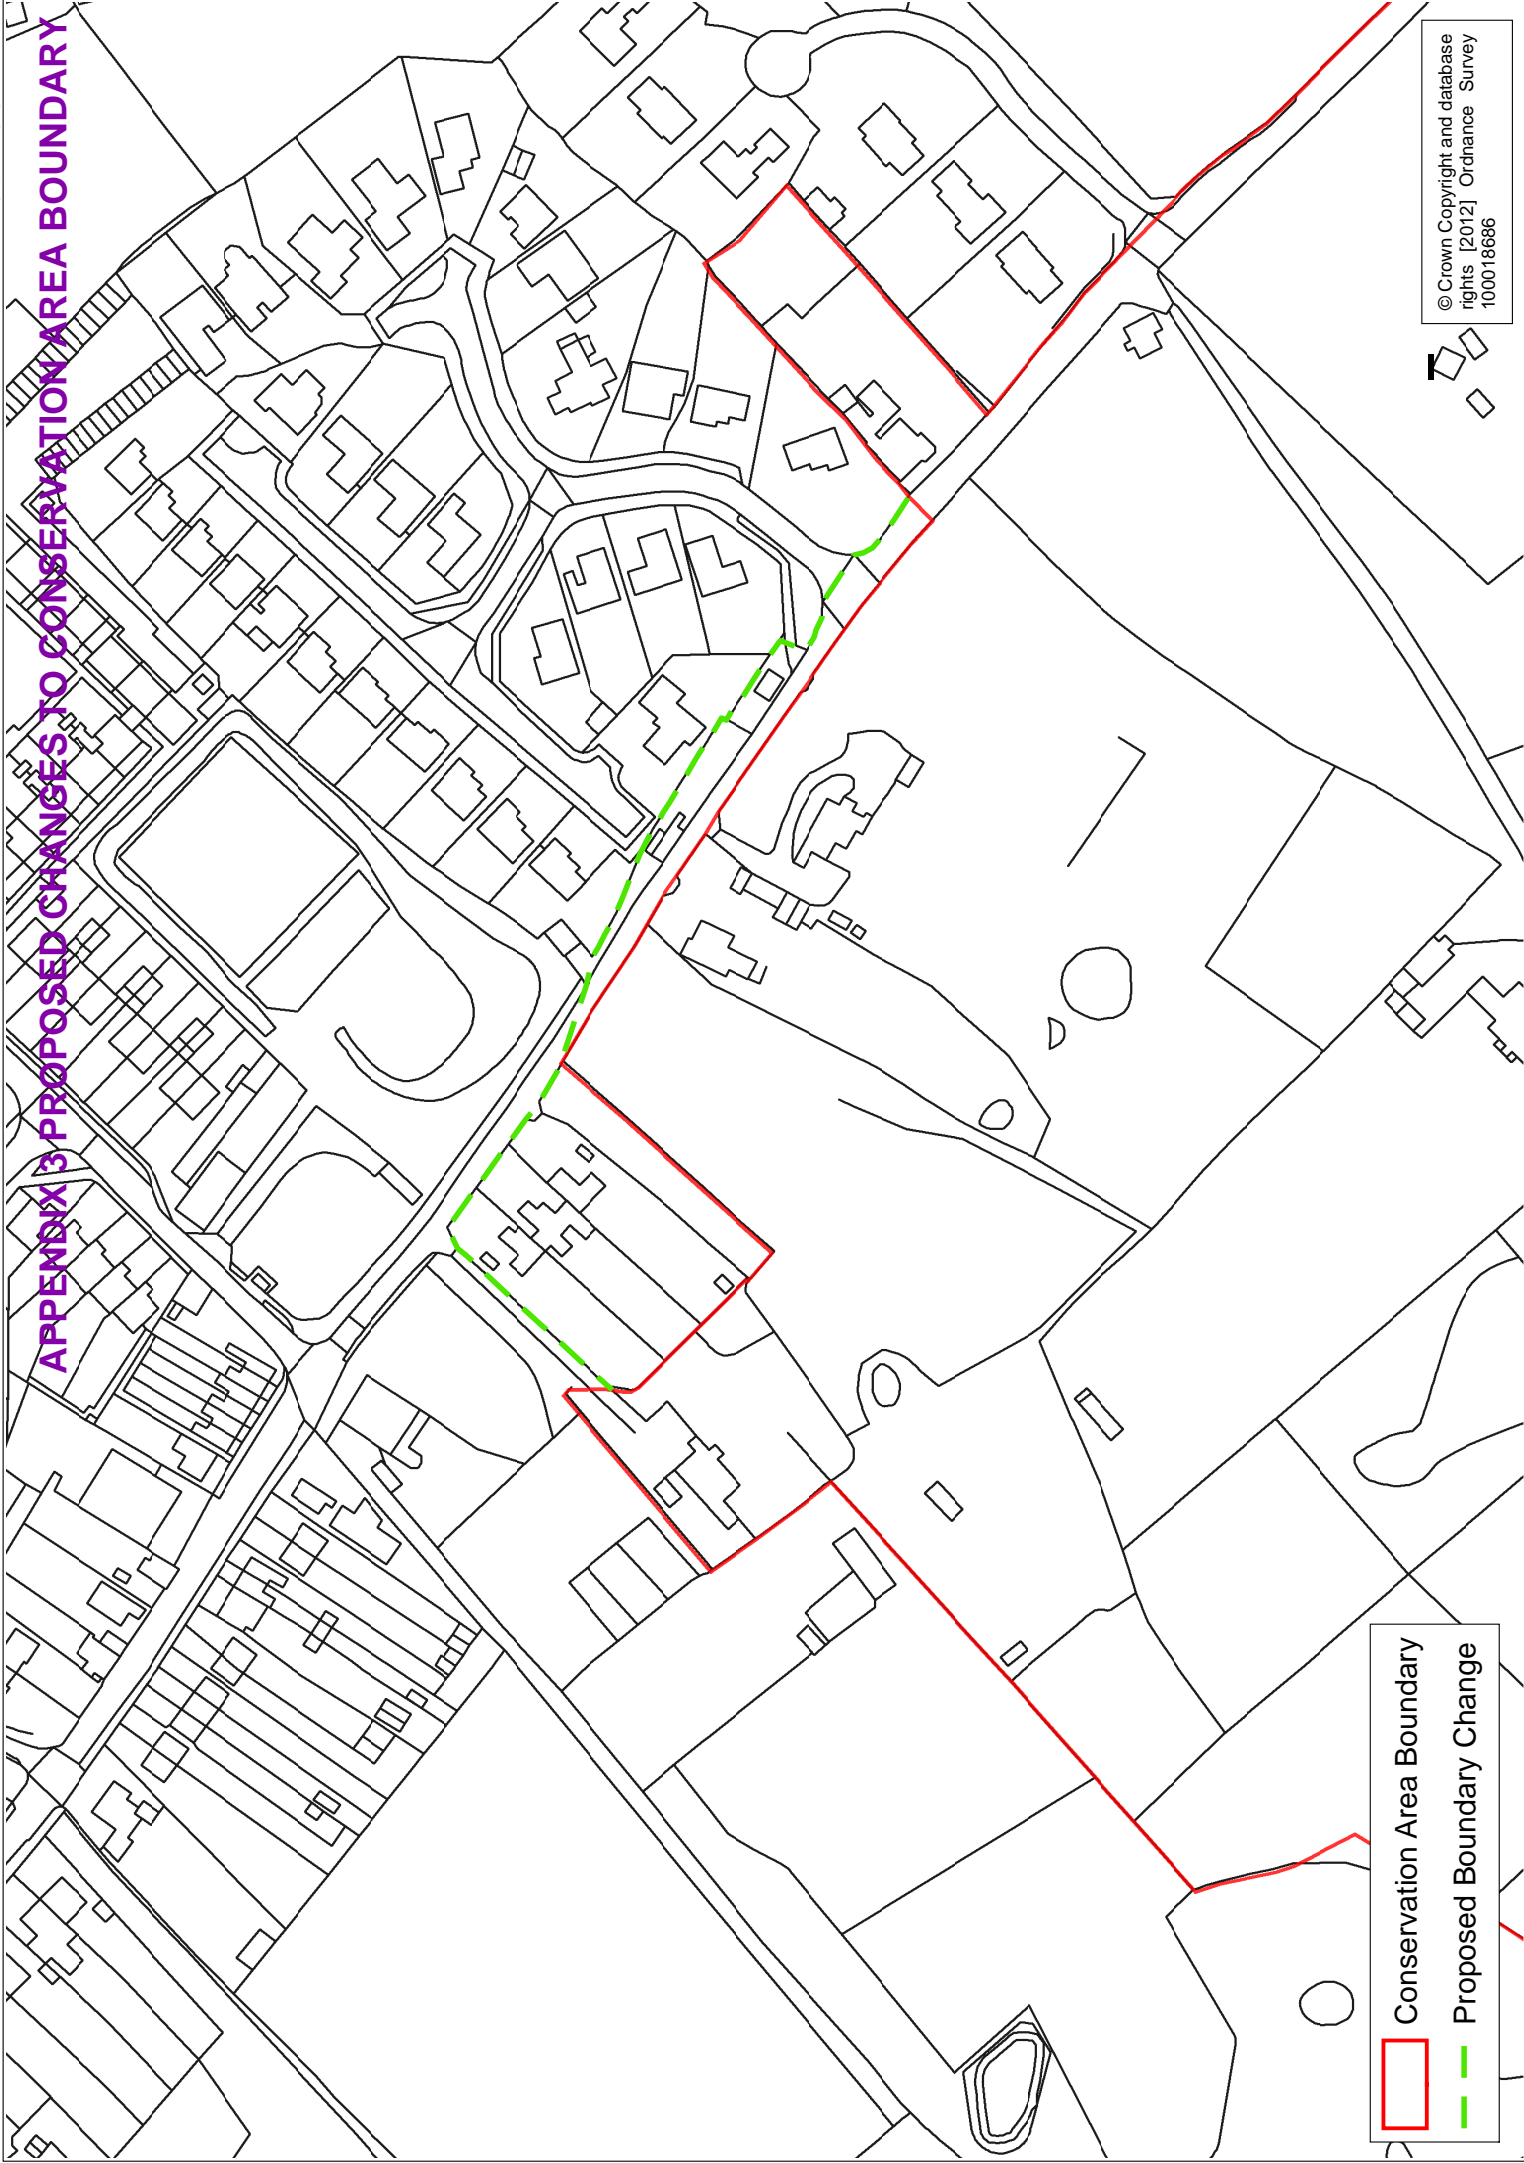 APPENDIX 3 PROPOSED CHANGES TO CONSERVATION AREA BOUNDARY
Conservation Area Boundary
Proposed Boundary Change
© Crown Copyright and database
rights [2012] Ordnance Survey
100018686